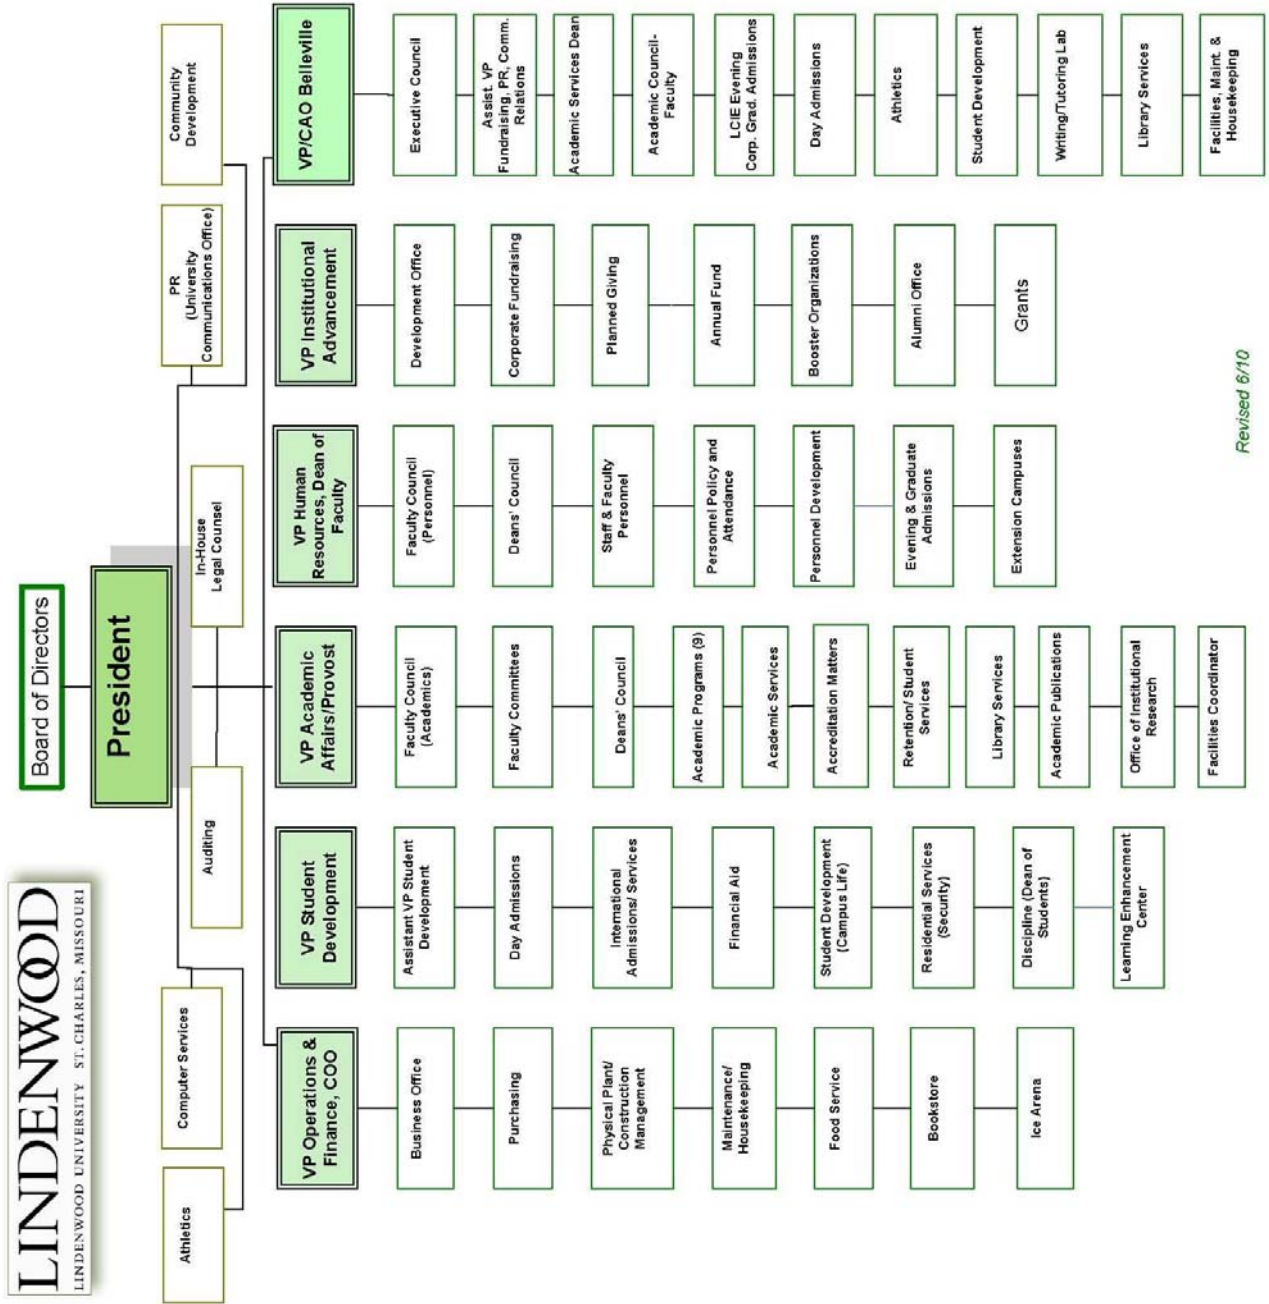 LINDENWOOD
LINDENWOOD UNIVERSITY ST. CHARLES, MISSOURI
Board of Directors
President
Athletics
Computer Services
PR
(University
Communications Office)
Community
Development
Auditing
In-House
Legal Counsel
VP Operations &
Finance, COO
Business Office
Purchasing
Physical Plant/
Construction
Management
Maintenance/
Housekeeping
Food Service
Bookstore
Ice Arena
VP Student
Development
Assistant VP Student
Development
Day Admissions
International
Admissions/ Services
Financial Aid
Student Development
(Campus Life)
Residential Services
(Security)
Discipline (Dean of
Students)
Learning Enhancement
Center
VP Academic
Affairs/Provost
Faculty Council
(Academics)
Faculty Committees
Deans' Council
Academic Programs (9)
Academic Services
Accreditation Matters
Retention/ Student
Services
Library Services
Academic Publications
Office of Institutional
Research
Facilities Coordinator
VP Human
Resources, Dean of
Faculty
Faculty Council
(Personnel)
Deans' Council
Staff & Faculty
Personnel
Personnel Policy and
Attendance
Personnel Development
Evening & Graduate
Admissions
Extension Campuses
VP Institutional
Advancement
Development Office
Corporate Fundraising
Planned Giving
Annual Fund
Booster Organizations
Alumni Office
Grants
VP/CAO Belleville
Executive Council
Assist. VP
Fundraising, PR, Comm.
Relations
Academic Services Dean
Academic Council-
Faculty
LCIE Evening
Corp. Grad. Admissions
Day Admissions
Athletics
Student Development
Writing/Tutoring Lab
Library Services
Facilities, Maint. &
Housekeeping
Revised 6/10